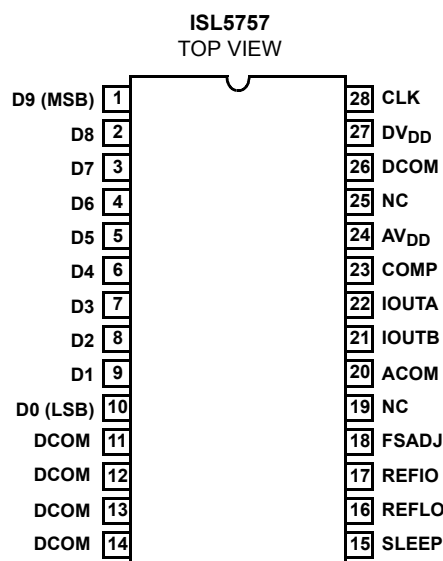 ISL5757
TOP VIEW
D9 (MSB) 1 28 CLK
D8 2 27 DVDD
D7 3 26 DCOM
D6 4 25 NC
D5 5 24 AVDD
D4 6 23 COMP
D3 7 22 IOUTA
D2 8 21 IOUTB
D1 9 20 ACOM
D0 (LSB) 10 19 NC
DCOM 11 18 FSADJ
DCOM 12 17 REFIO
DCOM 13 16 REFLO
DCOM 14 15 SLEEP